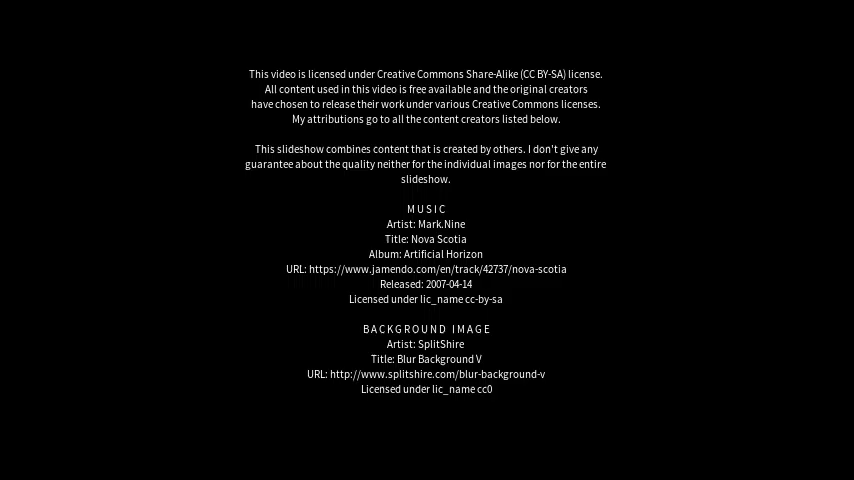 This video is licensed under Creative Commons Share-Alike (CC BY-SA) license.
All content used in this video is free available and the original creators
have chosen to release their work under various Creative Commons licenses.
My attributions go to all the content creators listed below.
This slideshow combines content that is created by others. I don't give any
guarantee about the quality neither for the individual images nor for the entire
slideshow.
MUSIC
Artist: Mark.Nine
Title: Nova Scotia
Album: Artificial Horizon
URL: https://www.jamendo.com/en/track/42737/nova-scotia
Released: 2007-04-14
Licensed under lic_name cc-by-sa
BACKGROUND IMAGE
Artist: SplitShire
Title: Blur Background V
URL: http://www.splitshire.com/blur-background-v
Licensed under lic_name cc0